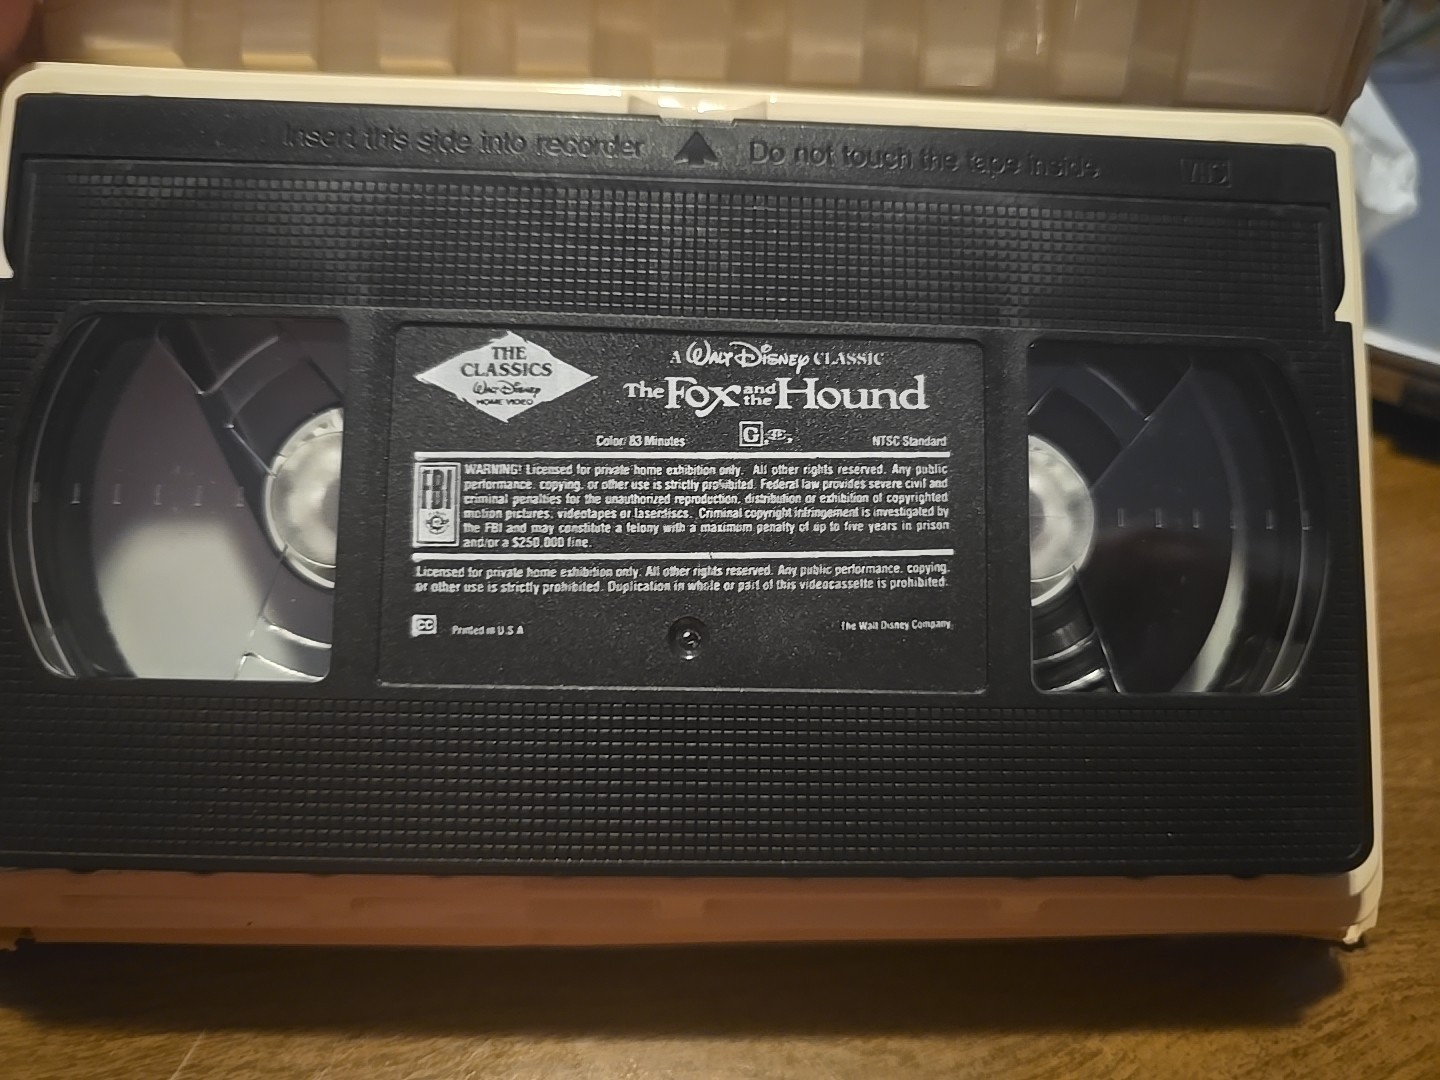 Insert this side into recorder Do not touch the tape inside VHS
THE
CLASSICS
Walt Disney
HOME VIDEO
A WALT DISNEY CLASSIC
The Fox and the Hound
Color/83 Minutes G NTSC Standard
FBI
WARNING! Licensed for private home exhibition only. All other rights reserved. Any public
performance, copying, or other use is strictly prohibited. Federal law provides severe civil and
criminal penalties for the unauthorized reproduction, distribution or exhibition of copyrighted
motion pictures, videotapes or laserdiscs. Criminal copyright infringement is investigated by
the FBI and may constitute a felony with a maximum penalty of up to five years in prison
and/or a $250,000 fine.
Licensed for private home exhibition only. All other rights reserved. Any public performance, copying,
or other use is strictly prohibited. Duplication in whole or part of this videocassette is prohibited.
CC Printed in U.S.A The Walt Disney Company